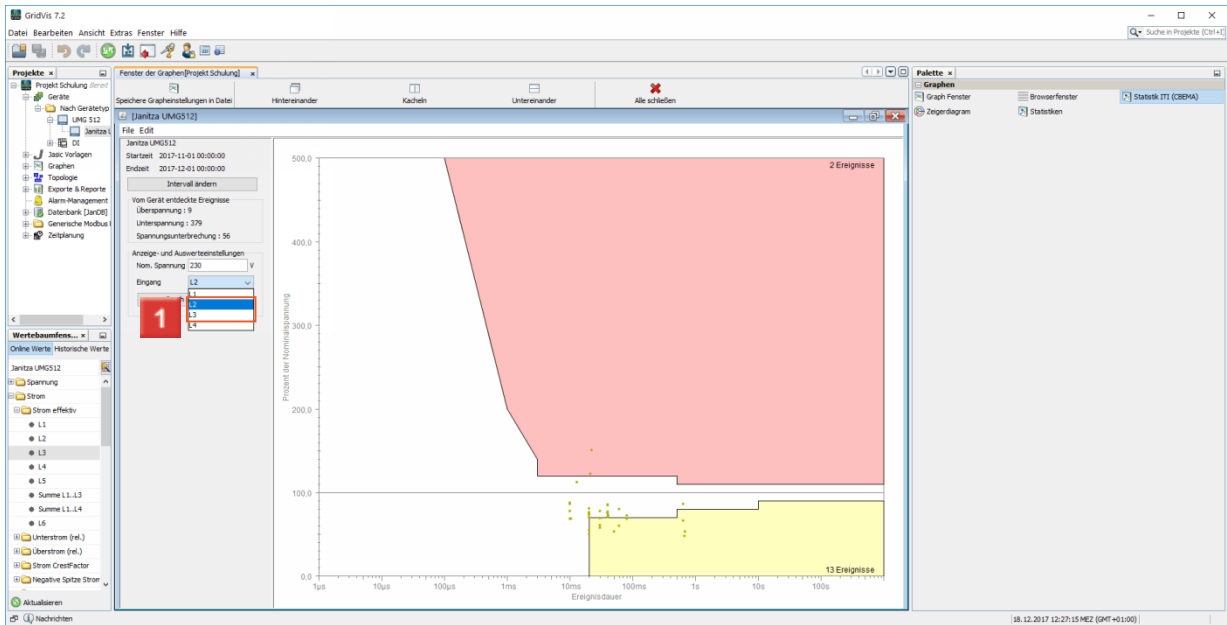 GridVis 7.2
Datei Bearbeiten Ansicht Extras Fenster Hilfe
Suche in Projekte (Ctrl+I
Projekte
Projekt Schulung Bereit
Geräte
Nach Gerätetyp
UMG 512
Janitza U
DI
Jasic Vorlagen
Graphen
Topologie
Exporte & Reporte
Alarm-Management
Datenbank [JanDB]
Generische Modbus
Zeitplanung
Wertebaumfens...
Online Werte Historische Werte
Janitza UMG512
Spannung
Strom
Strom effektiv
L1
L2
L3
L4
L5
Summe L1..L3
Summe L1..L4
L6
Unterstrom (rel.)
Überstrom (rel.)
Strom CrestFactor
Negative Spitze Strom
Aktualisieren
Nachrichten
Fenster der Graphen[Projekt Schulung]
Speichere Grapheinstellungen in Datei
Hintereinander
Kacheln
Untereinander
Alle schließen
[Janitza UMG512]
File Edit
Janitza UMG512
Startzeit 2017-11-01 00:00:00
Endzeit 2017-12-01 00:00:00
Intervall ändern
Vom Gerät entdeckte Ereignisse
Überspannung : 9
Unterspannung : 379
Spannungsunterbrechung : 56
Anzeige- und Auswerteeinstellungen
Nom. Spannung 230 V
Eingang L2
L1
L2
L3
L4
1
2 Ereignisse
500,0
400,0
300,0
200,0
100,0
0,0
Prozent der Nominalspannung
13 Ereignisse
1µs 10µs 100µs 1ms 10ms 100ms 1s 10s 100s
Ereignisdauer
Palette
Graphen
Graph Fenster
Browserfenster
Statistik ITI (CBEMA)
Zeigerdiagram
Statistiken
18.12.2017 12:27:15 MEZ (GMT+01:00)